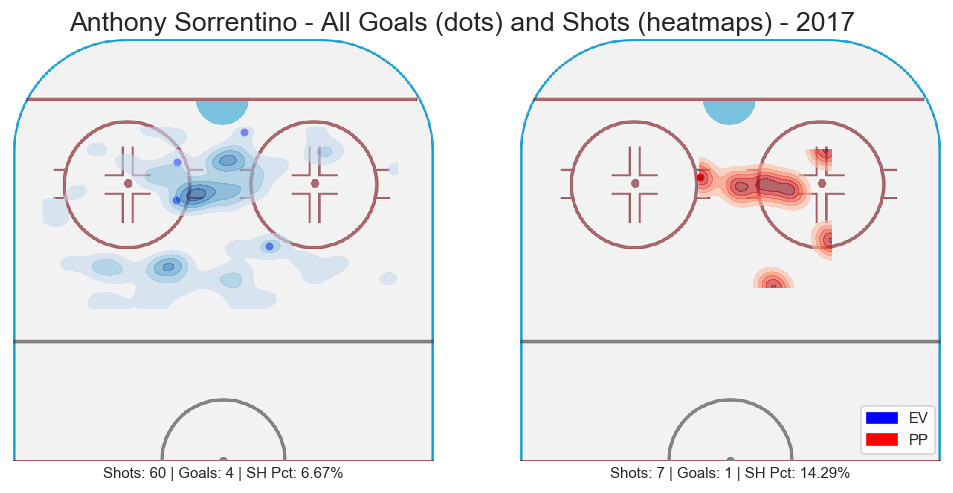 Anthony Sorrentino - All Goals (dots) and Shots (heatmaps) - 2017
EV
PP
Shots: 60 | Goals: 4 | SH Pct: 6.67%
Shots: 7 | Goals: 1 | SH Pct: 14.29%